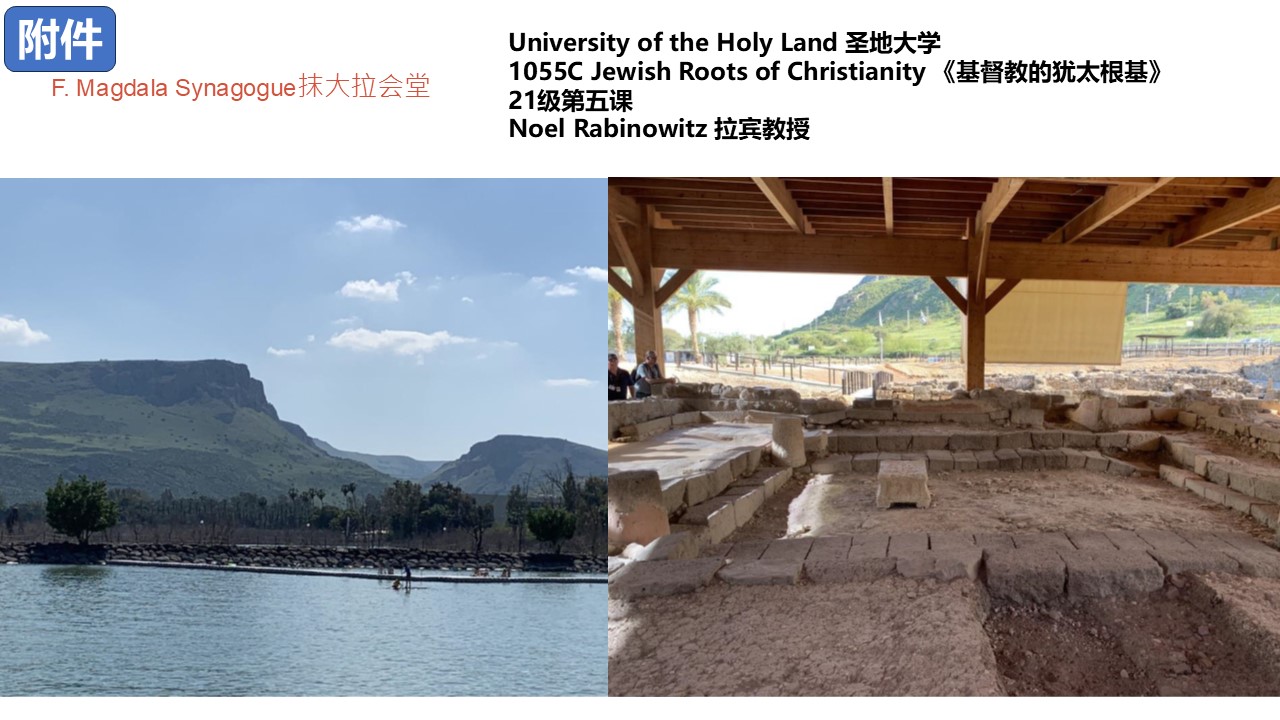 附件
F. Magdala Synagogue抹大拉会堂
University of the Holy Land 圣地大学
1055C Jewish Roots of Christianity 《基督教的犹太根基》
21级第五课
Noel Rabinowitz 拉宾教授